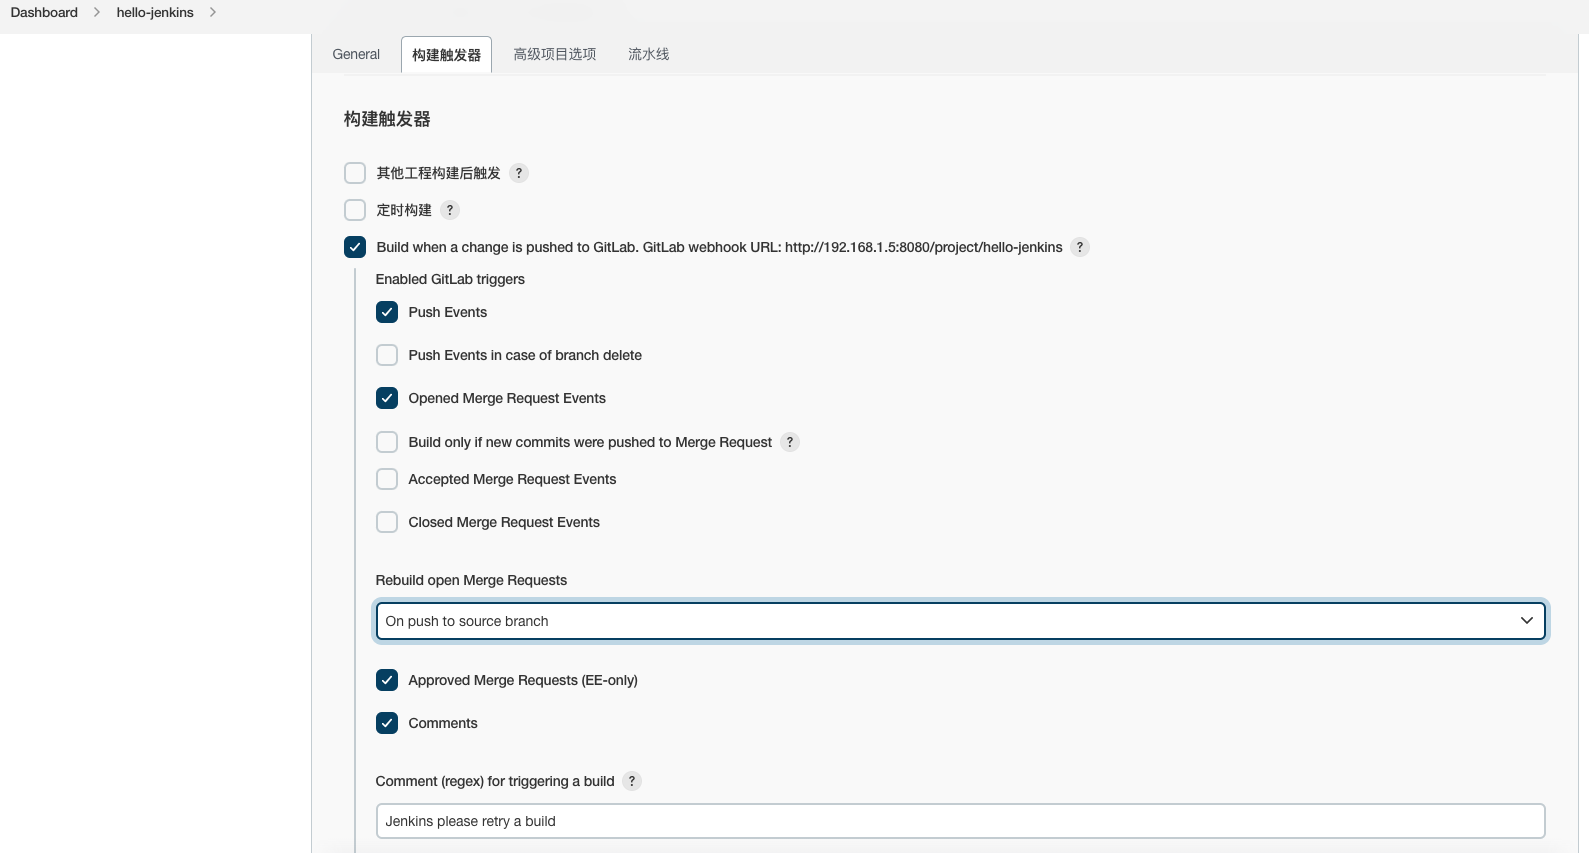 Dashboard > hello-jenkins >
General 构建触发器 高级项目选项 流水线
构建触发器
其他工程构建后触发 ?
定时构建 ?
Build when a change is pushed to GitLab. GitLab webhook URL: http://192.168.1.5:8080/project/hello-jenkins ?
Enabled GitLab triggers
Push Events
Push Events in case of branch delete
Opened Merge Request Events
Build only if new commits were pushed to Merge Request ?
Accepted Merge Request Events
Closed Merge Request Events
Rebuild open Merge Requests
On push to source branch
Approved Merge Requests (EE-only)
Comments
Comment (regex) for triggering a build ?
Jenkins please retry a build